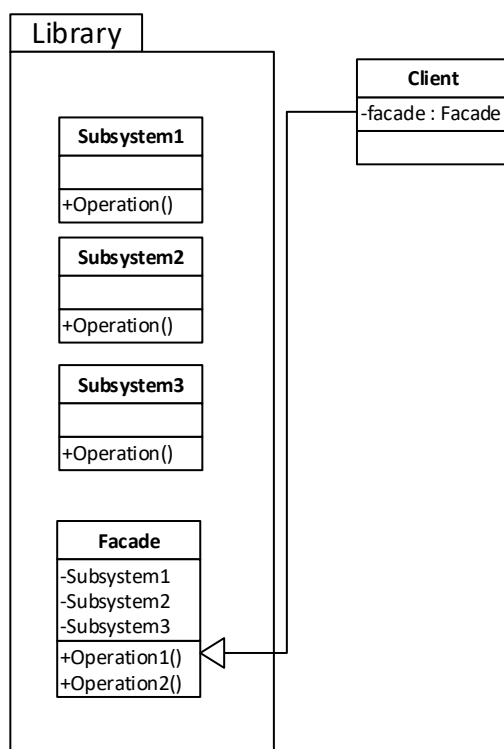 Library
Client
-facade : Facade
Subsystem1
+Operation()
Subsystem2
+Operation()
Subsystem3
+Operation()
Facade
-Subsystem1
-Subsystem2
-Subsystem3
+Operation1()
+Operation2()